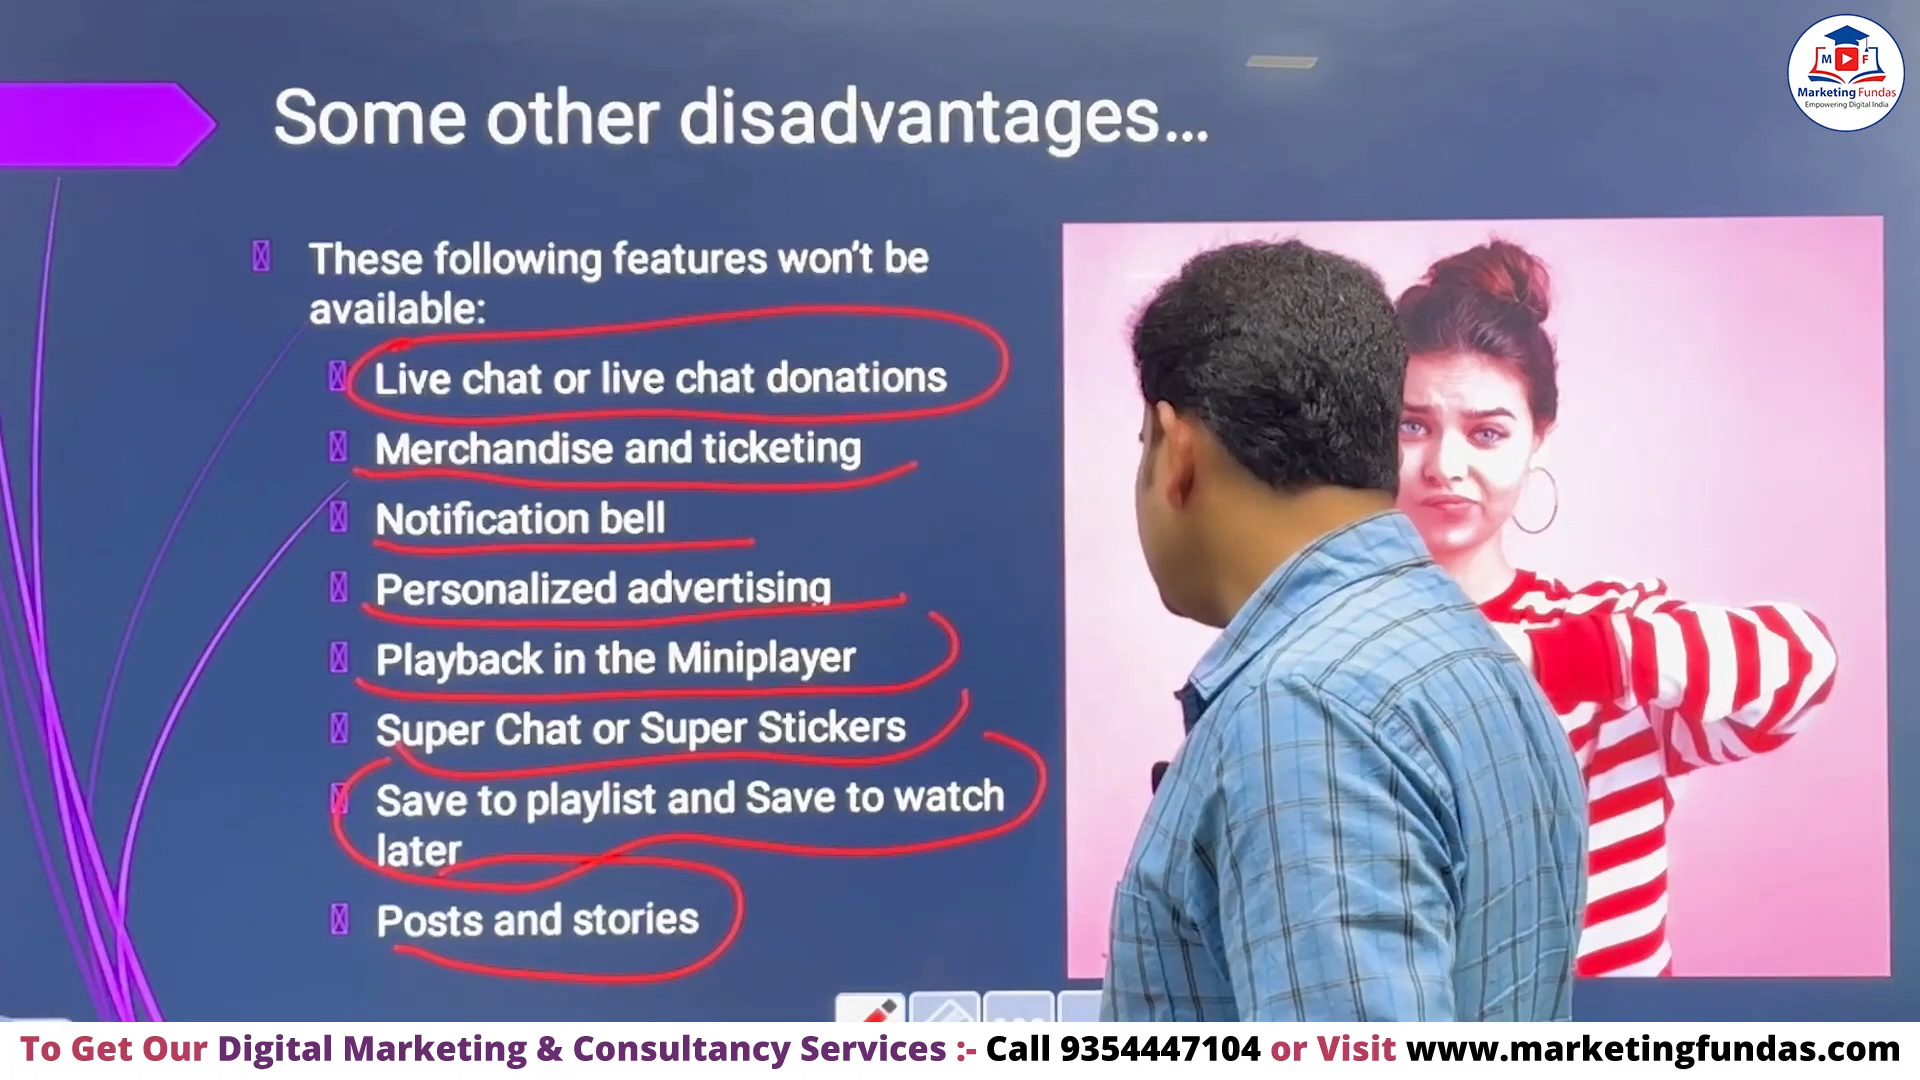 M F
Marketing Fundas
Empowering Digital India
Some other disadvantages...
These following features won't be
available:
Live chat or live chat donations
Merchandise and ticketing
Notification bell
Personalized advertising
Playback in the Miniplayer
Super Chat or Super Stickers
Save to playlist and Save to watch
later
Posts and stories
To Get Our Digital Marketing & Consultancy Services :- Call 9354447104 or Visit www.marketingfundas.com